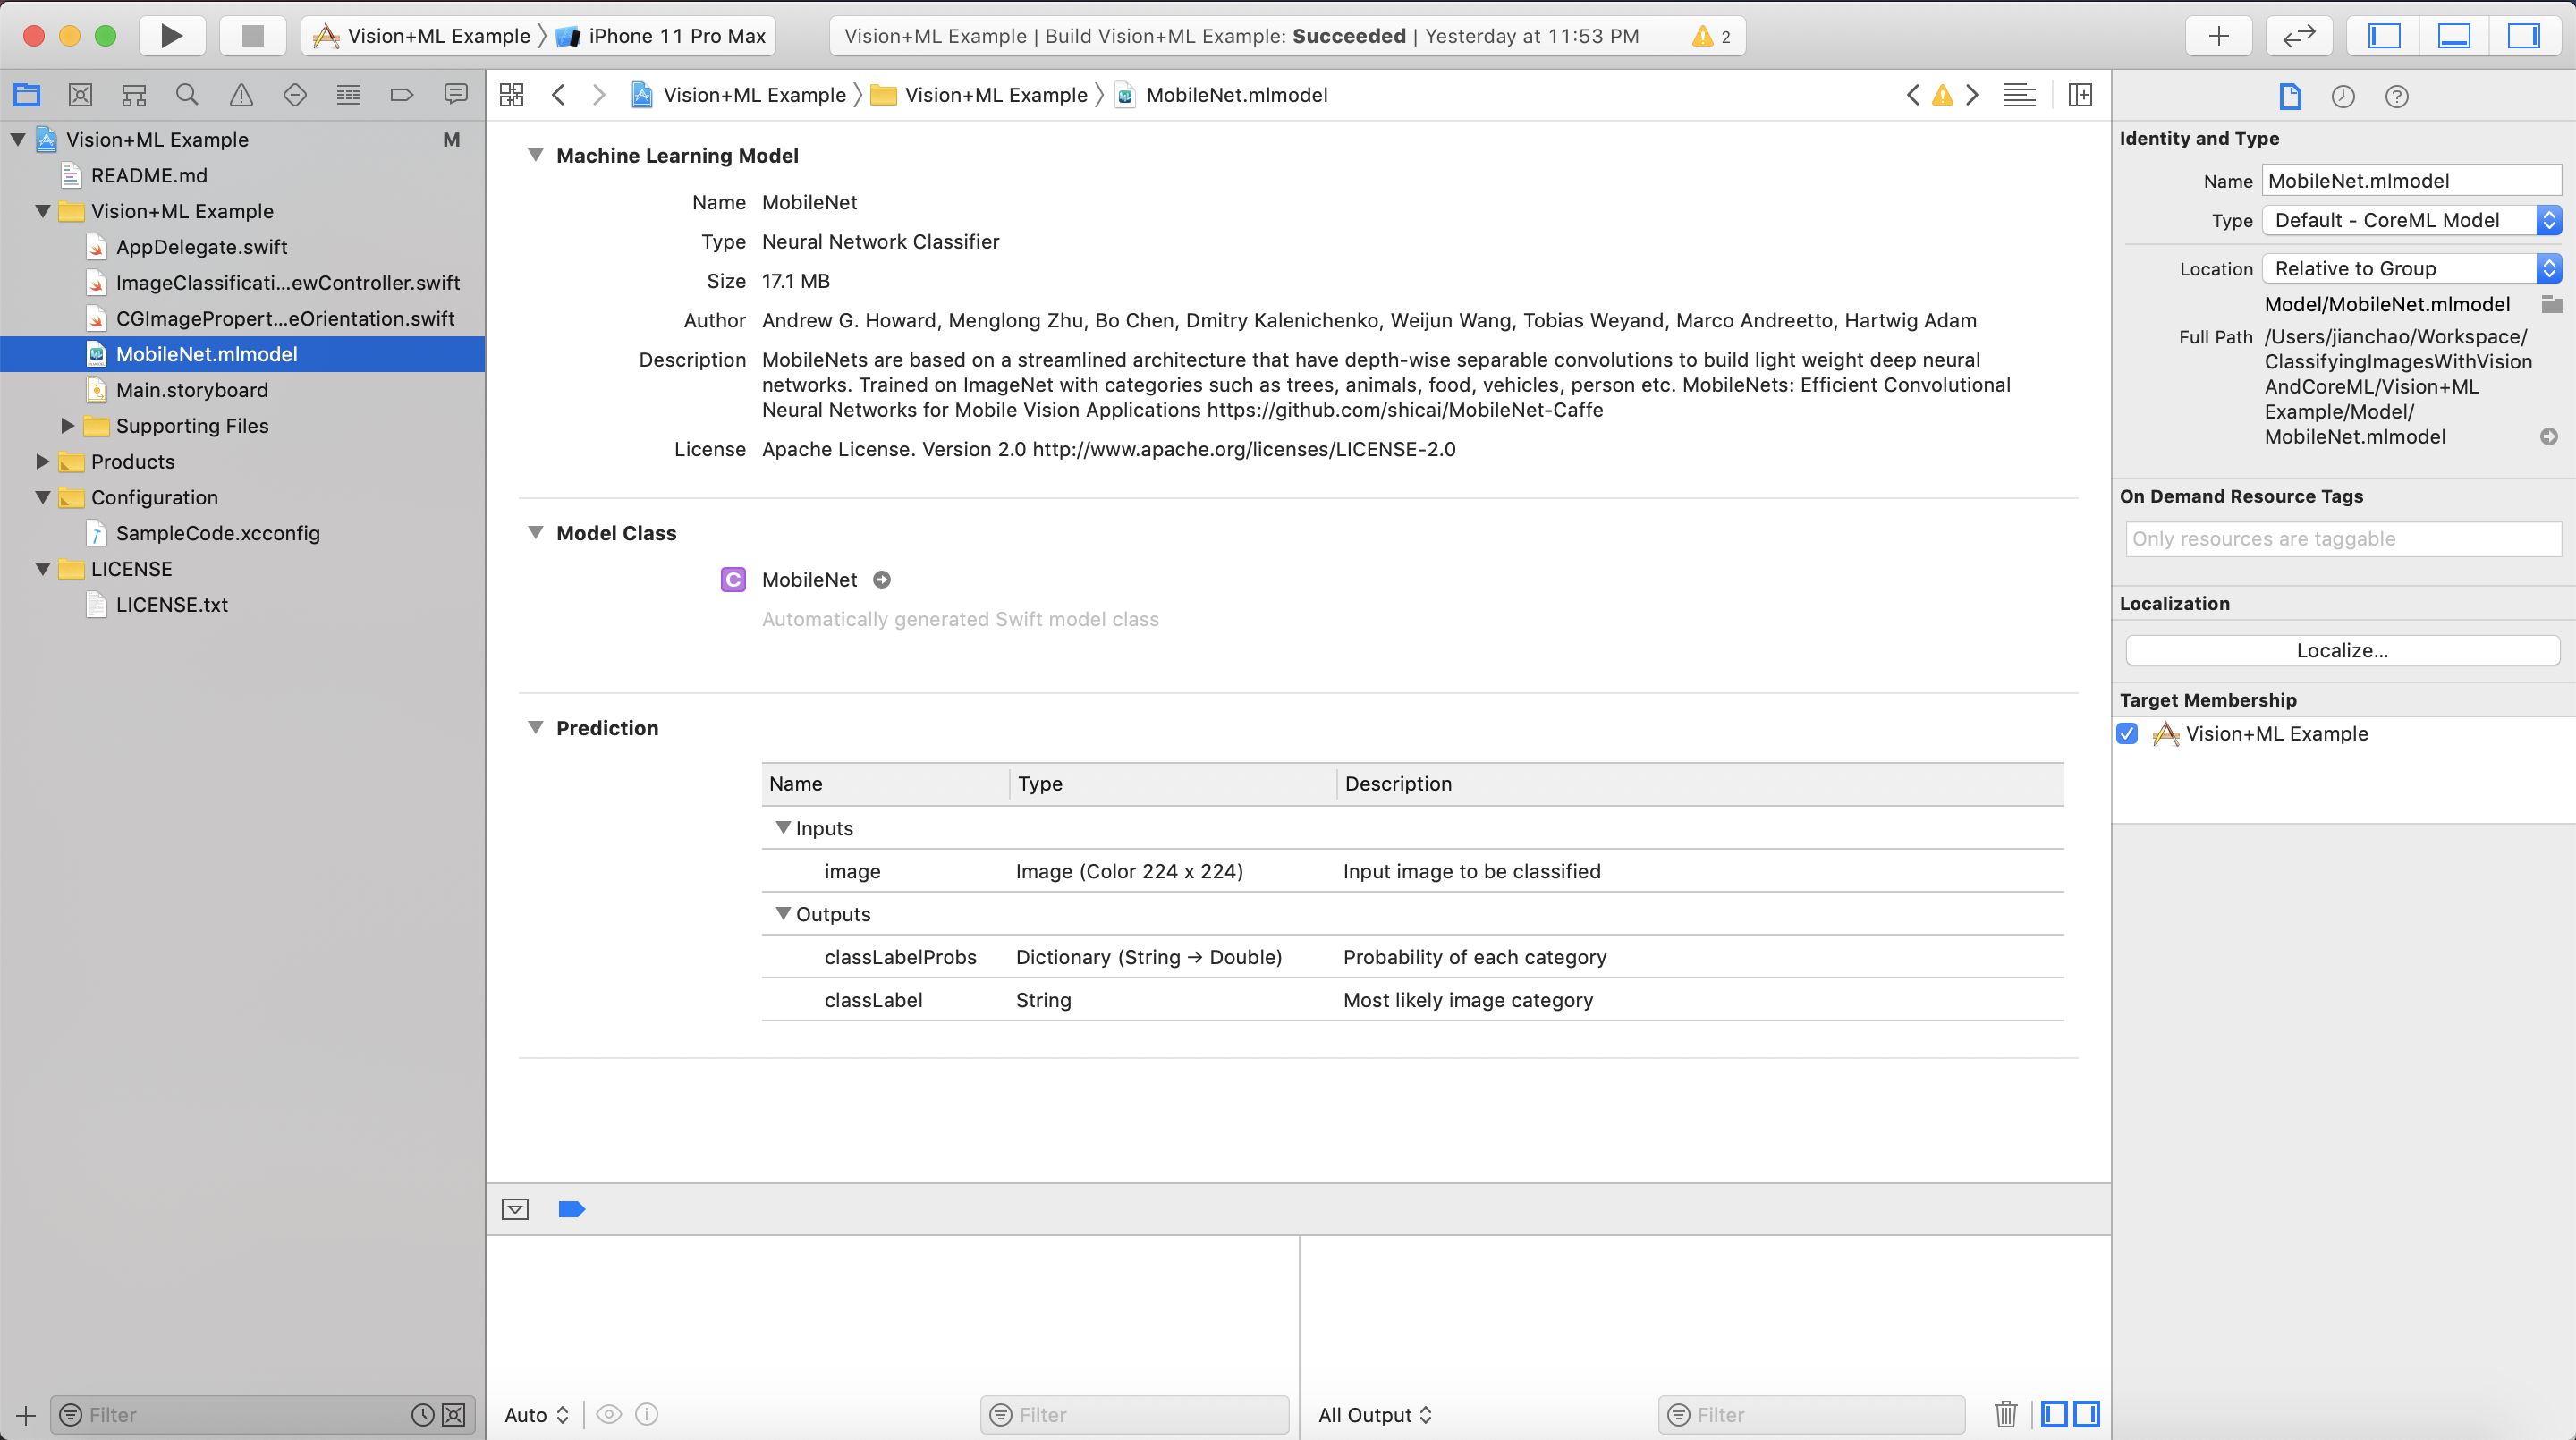 Vision+ML Example 〉 iPhone 11 Pro Max
Vision+ML Example | Build Vision+ML Example: Succeeded | Yesterday at 11:53 PM
2
Vision+ML Example
M
README.md
Vision+ML Example
AppDelegate.swift
ImageClassificati...ewController.swift
CGImagePropert...eOrientation.swift
MobileNet.mlmodel
Main.storyboard
Supporting Files
Products
Configuration
SampleCode.xcconfig
LICENSE
LICENSE.txt
Filter
Vision+ML Example 〉 Vision+ML Example 〉 MobileNet.mlmodel
Machine Learning Model
Name MobileNet
Type Neural Network Classifier
Size 17.1 MB
Author Andrew G. Howard, Menglong Zhu, Bo Chen, Dmitry Kalenichenko, Weijun Wang, Tobias Weyand, Marco Andreetto, Hartwig Adam
Description MobileNets are based on a streamlined architecture that have depth-wise separable convolutions to build light weight deep neural
networks. Trained on ImageNet with categories such as trees, animals, food, vehicles, person etc. MobileNets: Efficient Convolutional
Neural Networks for Mobile Vision Applications https://github.com/shicai/MobileNet-Caffe
License Apache License. Version 2.0 http://www.apache.org/licenses/LICENSE-2.0
Model Class
C MobileNet
Automatically generated Swift model class
Prediction
Name Type Description
Inputs
image Image (Color 224 x 224) Input image to be classified
Outputs
classLabelProbs Dictionary (String → Double) Probability of each category
classLabel String Most likely image category
Auto
Filter
All Output
Filter
Identity and Type
Name MobileNet.mlmodel
Type Default - CoreML Model
Location Relative to Group
Model/MobileNet.mlmodel
Full Path /Users/jianchao/Workspace/
ClassifyingImagesWithVision
AndCoreML/Vision+ML
Example/Model/
MobileNet.mlmodel
On Demand Resource Tags
Only resources are taggable
Localization
Localize...
Target Membership
Vision+ML Example